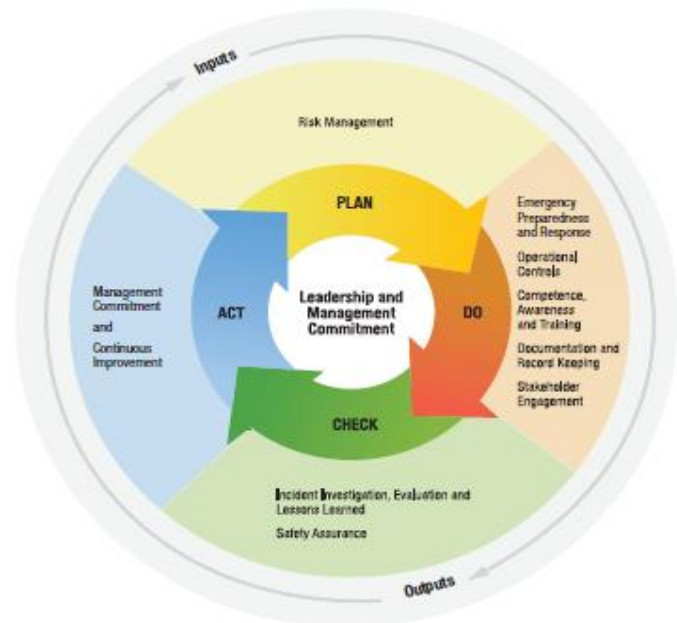 Inputs
Risk Management
PLAN
Emergency
Preparedness
and Response
Operational
Controls
Competence,
Awareness
and Training
Documentation and
Record Keeping
Stakeholder
Engagement
DO
Leadership and
Management
Commitment
ACT
Management
Commitment
and
Continuous
Improvement
CHECK
Incident Investigation, Evaluation and
Lessons Learned
Safety Assurance
Outputs